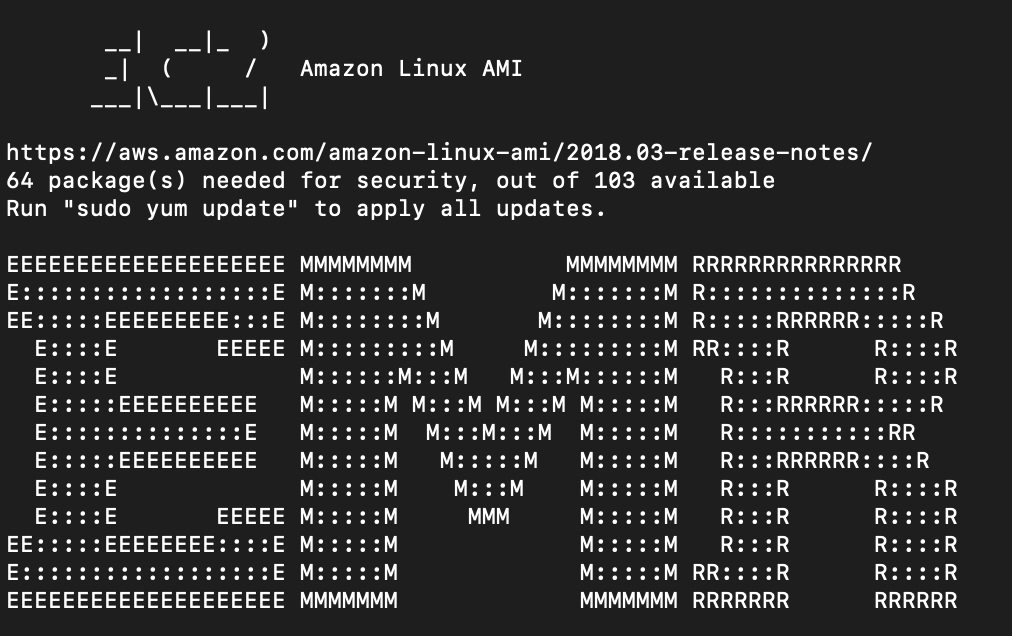 __|  __|_  )
       _|  (     /   Amazon Linux AMI
      ___|\___|___|

https://aws.amazon.com/amazon-linux-ami/2018.03-release-notes/
64 package(s) needed for security, out of 103 available
Run "sudo yum update" to apply all updates.

EEEEEEEEEEEEEEEEEEEE MMMMMMMM           MMMMMMMM RRRRRRRRRRRRRRR
E::::::::::::::::::E M:::::::M         M:::::::M R::::::::::::::R
EE:::::EEEEEEEEE:::E M::::::::M       M::::::::M R:::::RRRRRR:::::R
  E::::E       EEEEE M:::::::::M     M:::::::::M RR::::R      R::::R
  E::::E             M::::::M:::M   M:::M::::::M   R:::R      R::::R
  E:::::EEEEEEEEEE   M:::::M M:::M M:::M M:::::M   R:::RRRRRR:::::R
  E::::::::::::::E   M:::::M  M:::M:::M  M:::::M   R:::::::::::RR
  E:::::EEEEEEEEEE   M:::::M   M:::::M   M:::::M   R:::RRRRRR::::R
  E::::E             M:::::M    M:::M    M:::::M   R:::R      R::::R
  E::::E       EEEEE M:::::M     MMM     M:::::M   R:::R      R::::R
EE:::::EEEEEEEE::::E M:::::M             M:::::M   R:::R      R::::R
E::::::::::::::::::E M:::::M             M:::::M RR::::R      R::::R
EEEEEEEEEEEEEEEEEEEE MMMMMMM             MMMMMMM RRRRRRR      RRRRRR